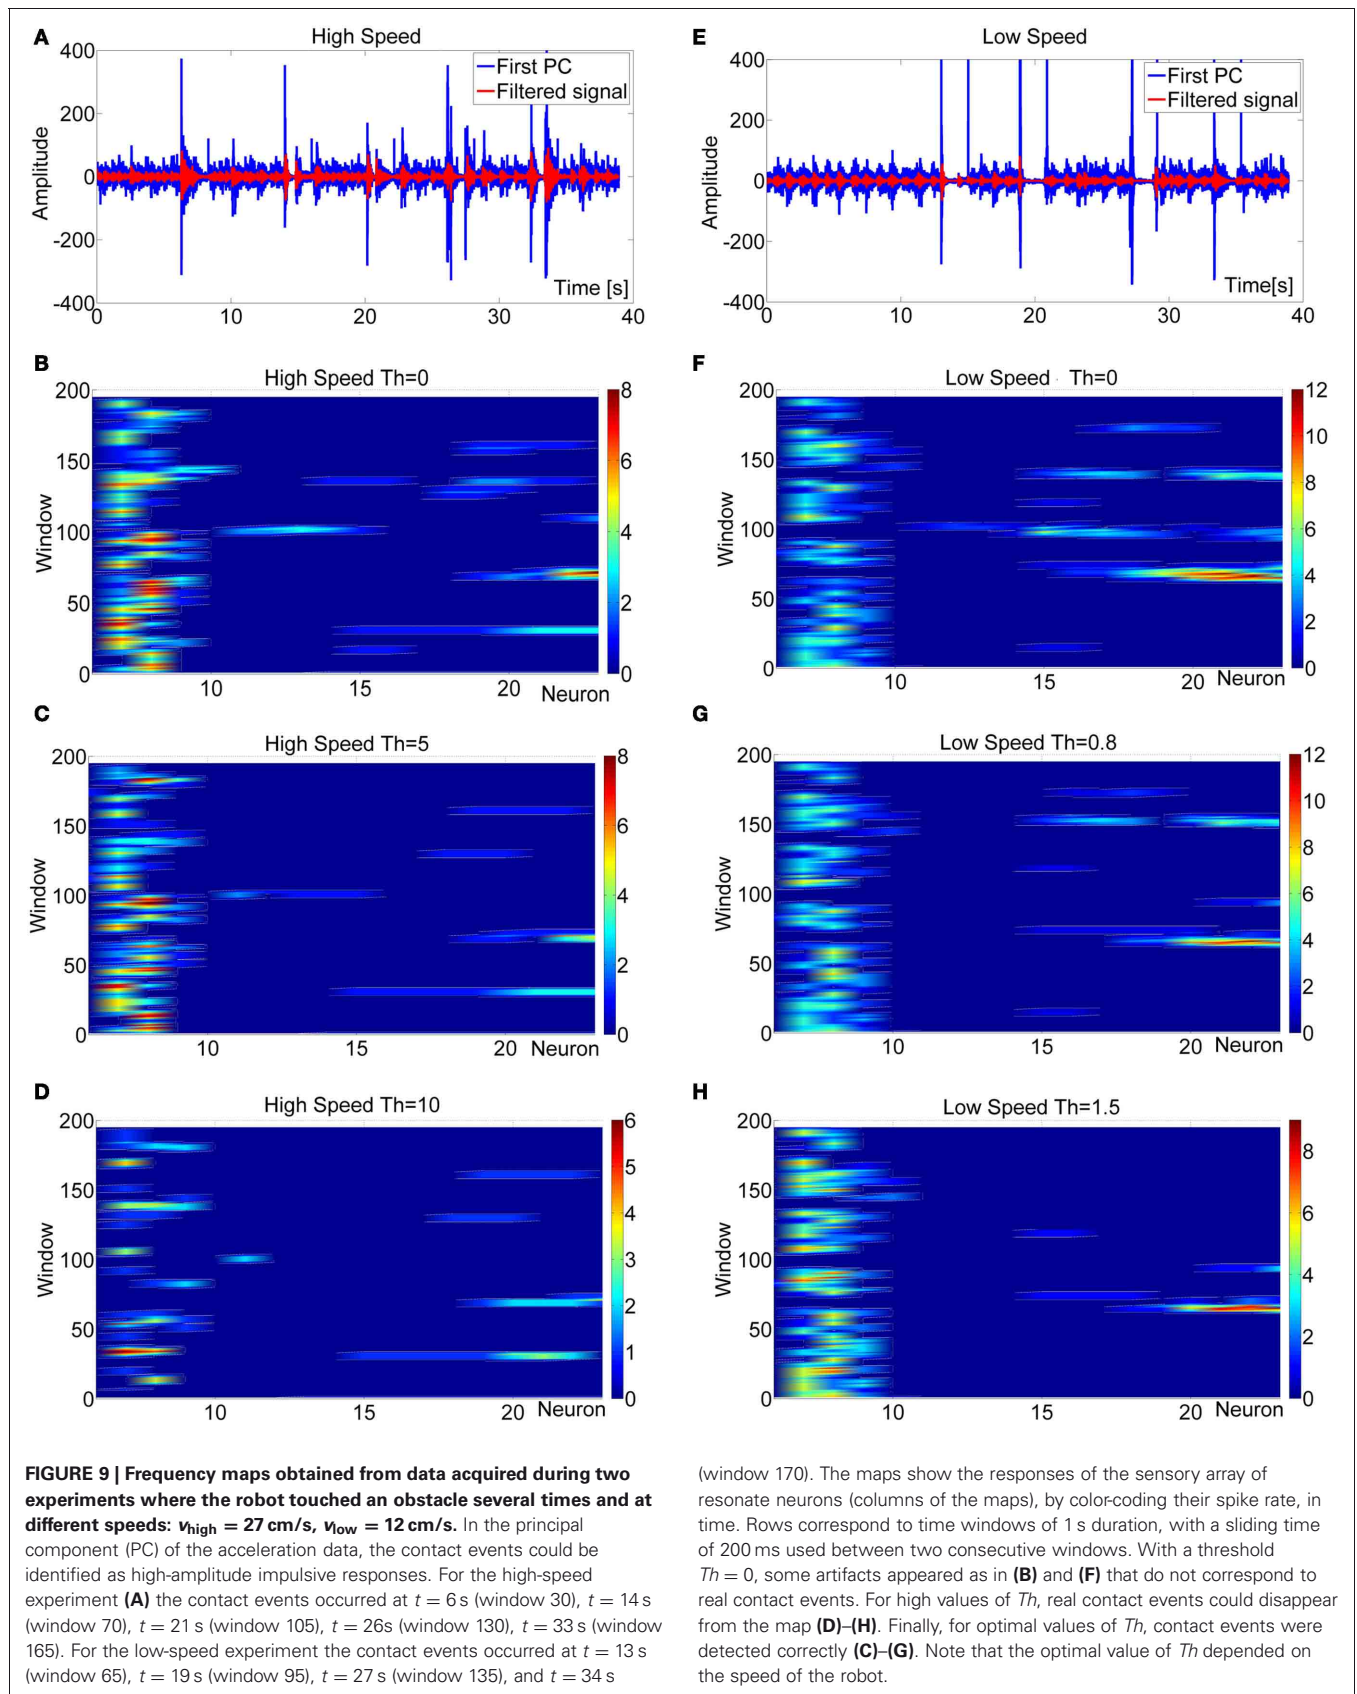 A
High Speed
400
200
0
-200
-400
Amplitude
First PC
Filtered signal
Time [s]
0 10 20 30 40
E
Low Speed
400
200
0
-200
-400
Amplitude
First PC
Filtered signal
Time[s]
0 10 20 30 40
B
High Speed Th=0
200
150
100
50
0
Window
10 15 20 Neuron
8
6
4
2
0
F
Low Speed Th=0
200
150
100
50
0
Window
10 15 20 Neuron
12
10
8
6
4
2
0
C
High Speed Th=5
200
150
100
50
0
Window
10 15 20 Neuron
8
6
4
2
0
G
Low Speed Th=0.8
200
150
100
50
0
Window
10 15 20 Neuron
12
10
8
6
4
2
0
D
High Speed Th=10
200
150
100
50
0
Window
10 15 20 Neuron
6
5
4
3
2
1
0
H
Low Speed Th=1.5
200
150
100
50
0
Window
10 15 20 Neuron
8
6
4
2
0
FIGURE 9 | Frequency maps obtained from data acquired during two
experiments where the robot touched an obstacle several times and at
different speeds: vhigh = 27 cm/s, vlow = 12 cm/s. In the principal
component (PC) of the acceleration data, the contact events could be
identified as high-amplitude impulsive responses. For the high-speed
experiment (A) the contact events occurred at t = 6 s (window 30), t = 14 s
(window 70), t = 21 s (window 105), t = 26s (window 130), t = 33 s (window
165). For the low-speed experiment the contact events occurred at t = 13 s
(window 65), t = 19 s (window 95), t = 27 s (window 135), and t = 34 s
(window 170). The maps show the responses of the sensory array of
resonate neurons (columns of the maps), by color-coding their spike rate, in
time. Rows correspond to time windows of 1 s duration, with a sliding time
of 200 ms used between two consecutive windows. With a threshold
Th = 0, some artifacts appeared as in (B) and (F) that do not correspond to
real contact events. For high values of Th, real contact events could disappear
from the map (D)–(H). Finally, for optimal values of Th, contact events were
detected correctly (C)–(G). Note that the optimal value of Th depended on
the speed of the robot.